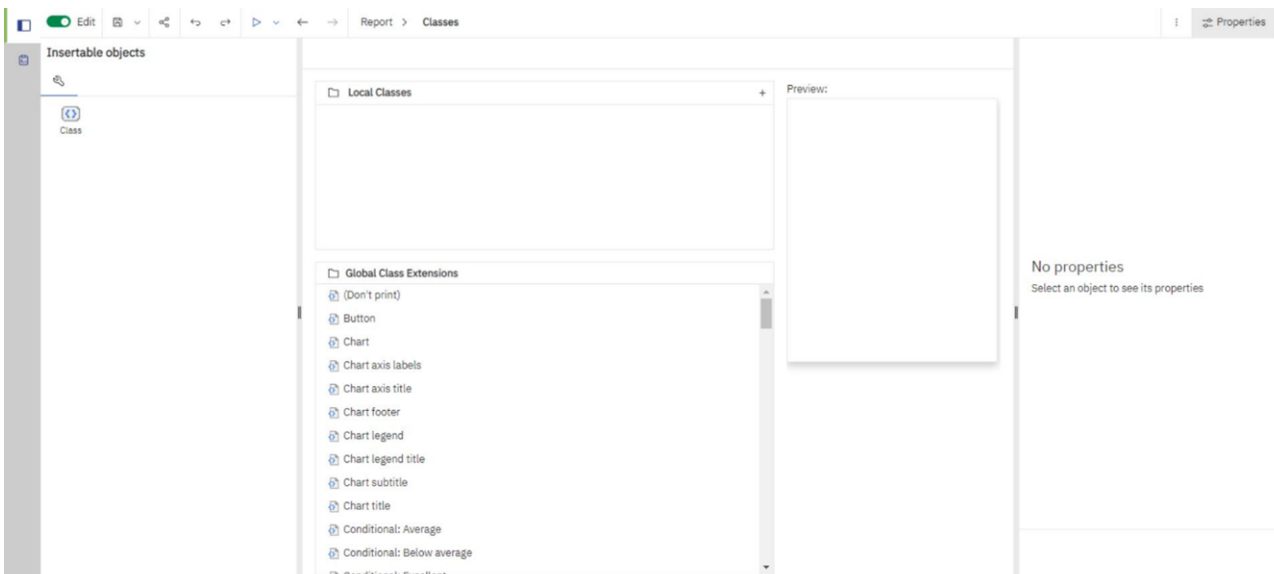 Edit
Report > Classes
Properties
Insertable objects
Class
Local Classes
+
Preview:
Global Class Extensions
(Don't print)
Button
Chart
Chart axis labels
Chart axis title
Chart footer
Chart legend
Chart legend title
Chart subtitle
Chart title
Conditional: Average
Conditional: Below average
No properties
Select an object to see its properties